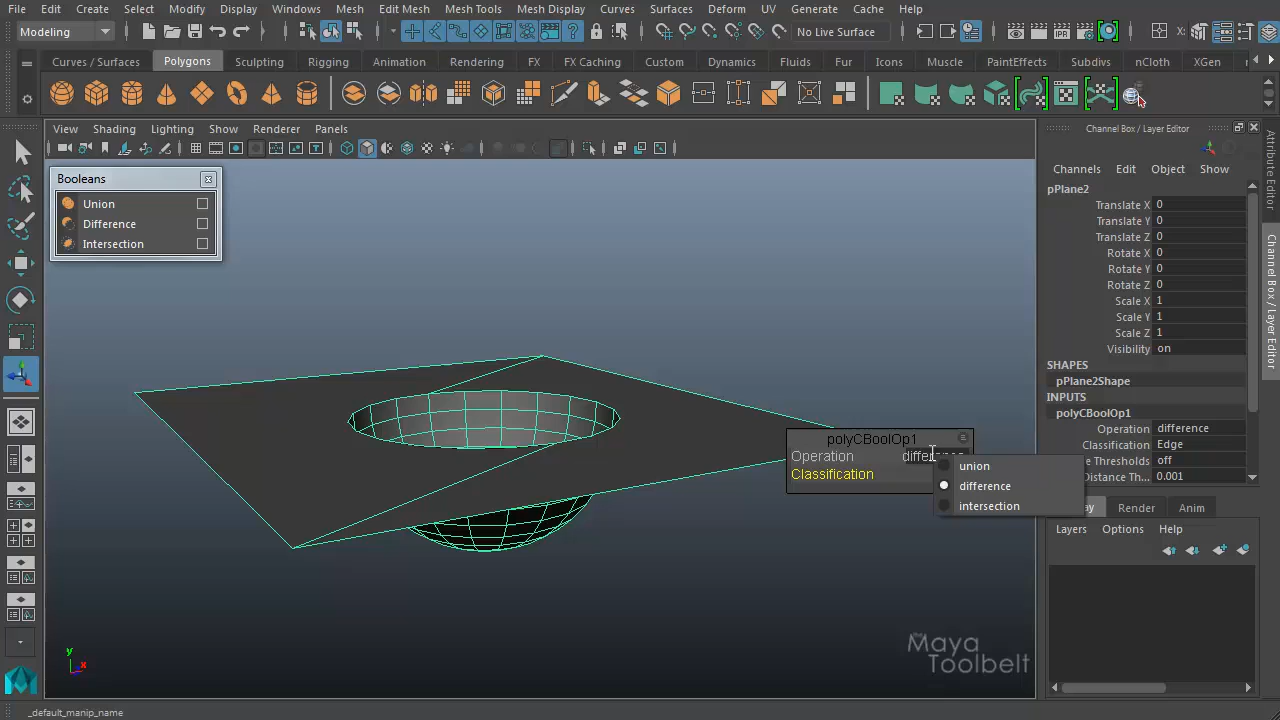 File Edit Create Select Modify Display Windows Mesh Edit Mesh Mesh Tools Mesh Display Curves Surfaces Deform UV Generate Cache Help
Modeling
No Live Surface
X:
Curves / Surfaces Polygons Sculpting Rigging Animation Rendering FX FX Caching Custom Dynamics Fluids Fur Icons Muscle PaintEffects Subdivs nCloth XGen
View Shading Lighting Show Renderer Panels
Booleans
Union
Difference
Intersection
polyCBoolOp1
Operation difference
Classification
union
difference
intersection
Channel Box / Layer Editor
Channels Edit Object Show
pPlane2
Translate X 0
Translate Y 0
Translate Z 0
Rotate X 0
Rotate Y 0
Rotate Z 0
Scale X 1
Scale Y 1
Scale Z 1
Visibility on
SHAPES
pPlane2Shape
INPUTS
polyCBoolOp1
Operation difference
Classification Edge
e Thresholds off
Distance Th... 0.001
ay Render Anim
Layers Options Help
Attribute Editor
Channel Box / Layer Editor
y
x
the
Maya
Toolbelt
_default_manip_name